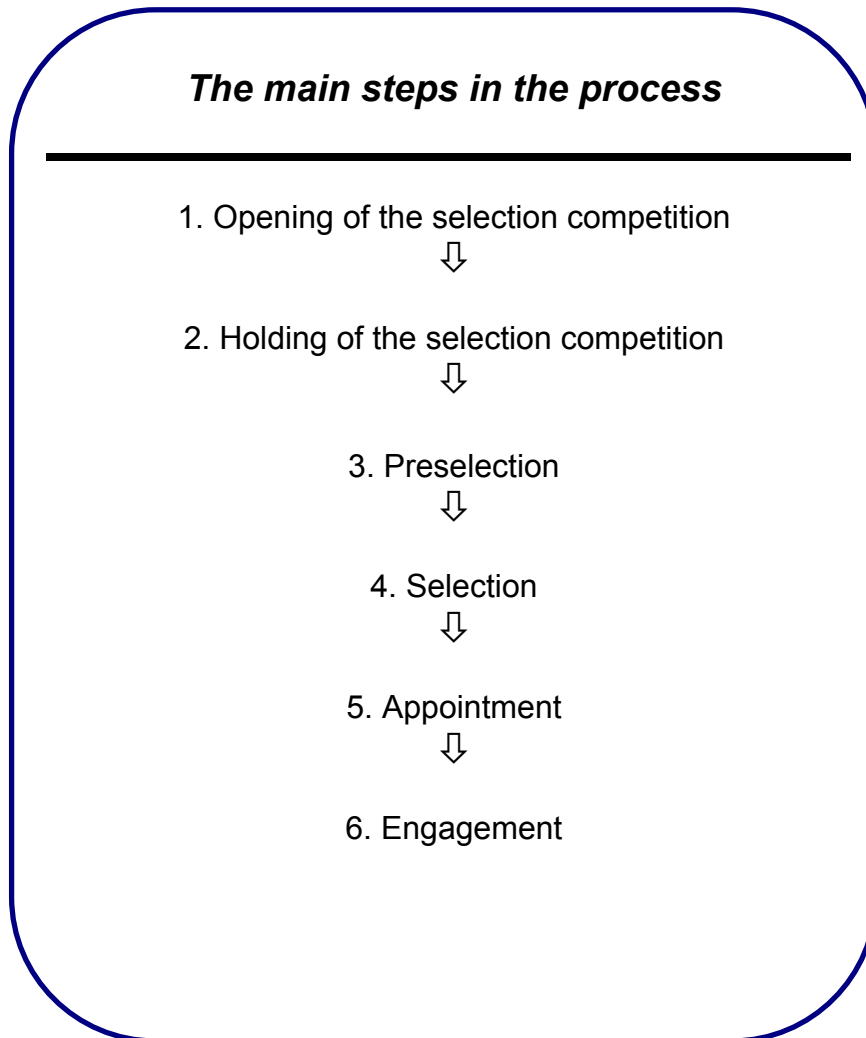 The main steps in the process
1. Opening of the selection competition
⇩
2. Holding of the selection competition
⇩
3. Preselection
⇩
4. Selection
⇩
5. Appointment
⇩
6. Engagement